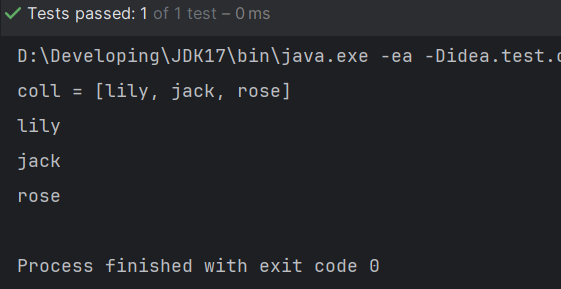 Tests passed: 1 of 1 test – 0 ms
D:\Developing\JDK17\bin\java.exe -ea -Didea.test.
coll = [lily, jack, rose]
lily
jack
rose
Process finished with exit code 0